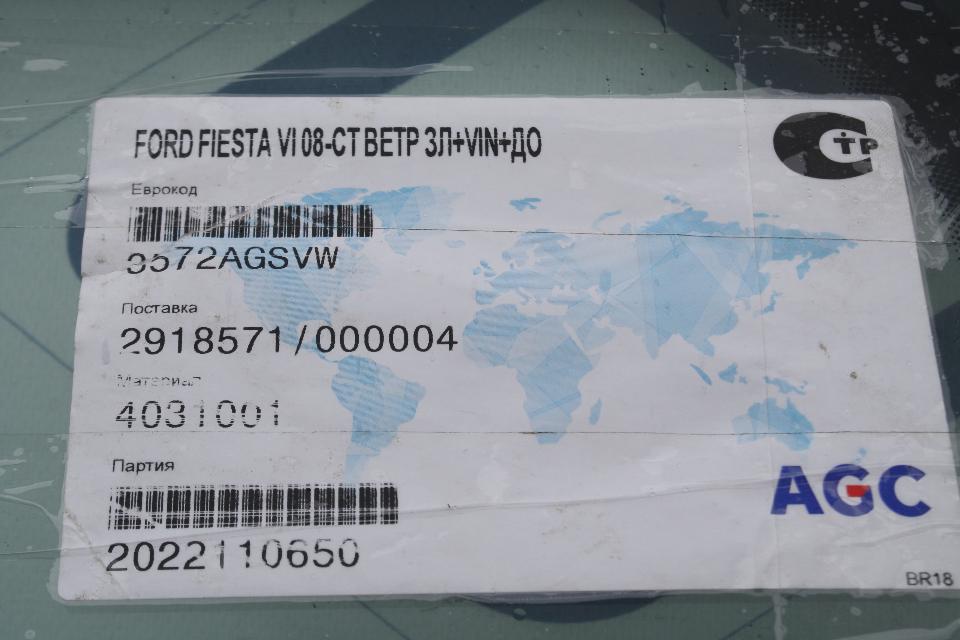 FORD FIESTA VI 08-СТ ВЕТР ЗЛ+VIN+ДО
ТР
Еврокод
3572AGSVW
Поставка
2918571/000004
Материал
4031001
Партия
2022110650
AGC
BR18